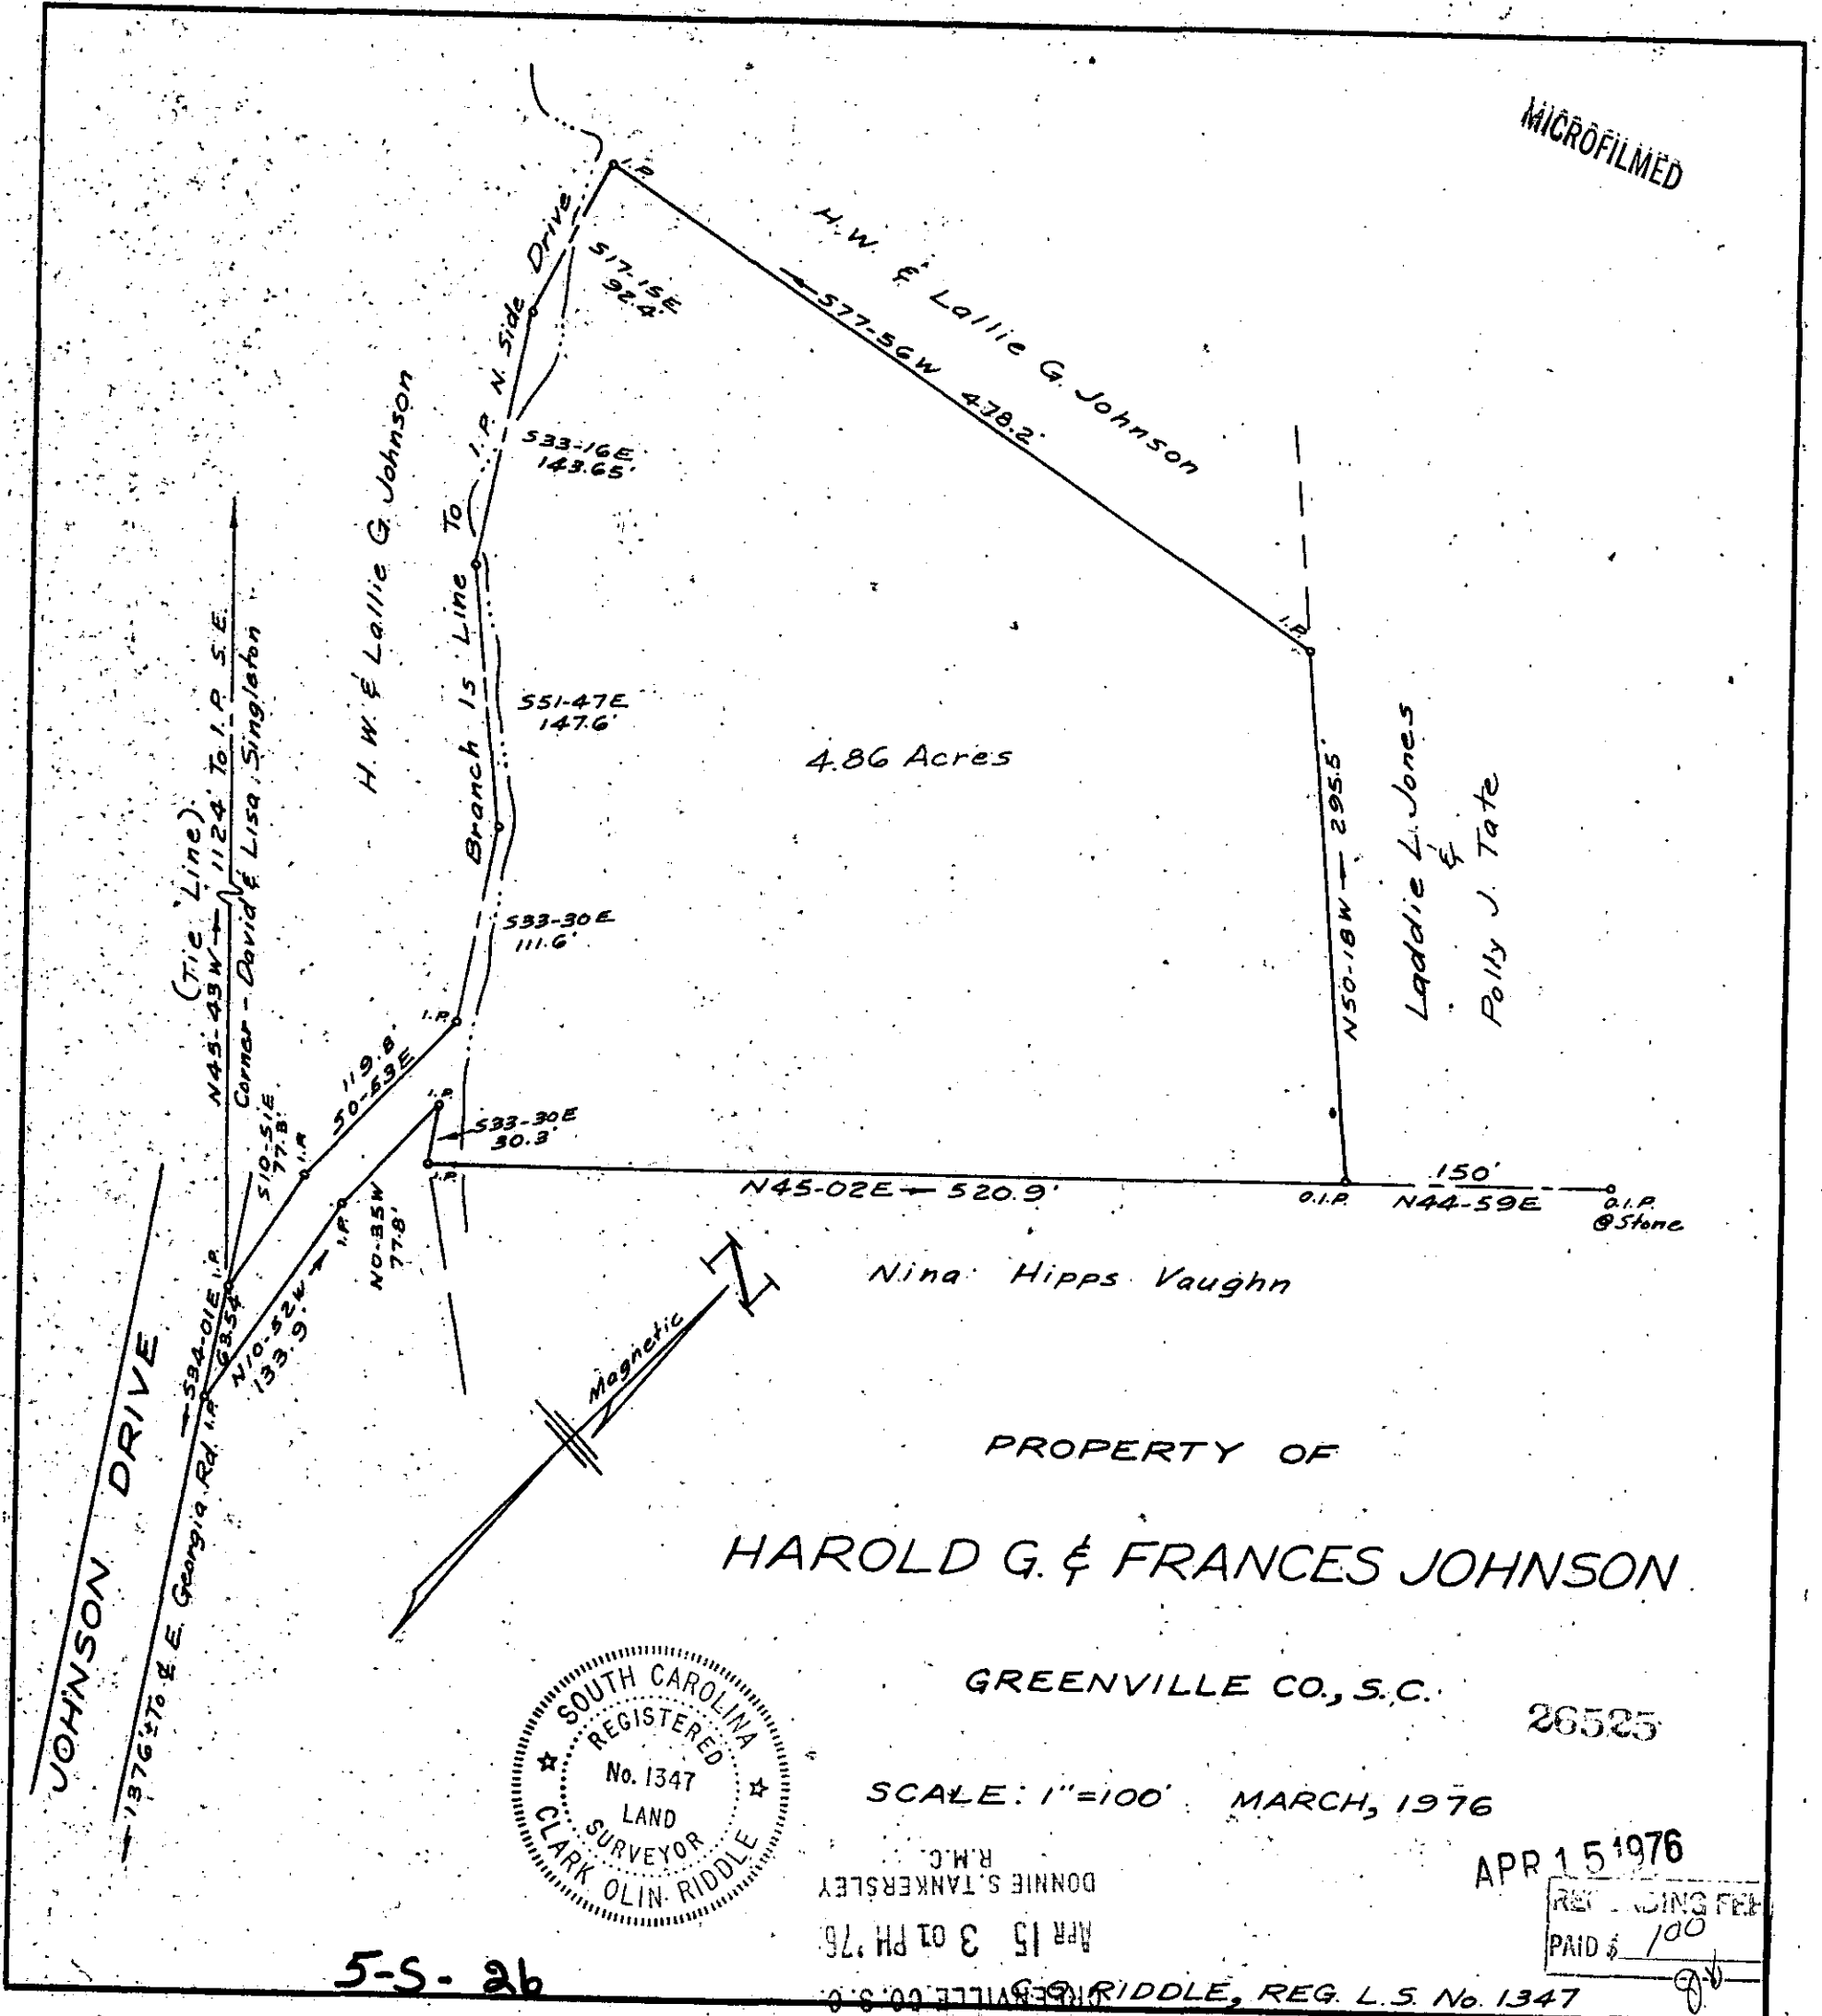 MICROFILMED
I.P.
H.W. & Lallie G. Johnson
S77-56W 478.2'
S17-15E
92.4'
Branch Is Line To I.P. N. Side Drive
S33-16E
143.65'
H. W. & Lallie G. Johnson
S51-47E
147.6'
4.86 Acres
I.P.
N50-18W — 295.5'
Laddie L. Jones
&
Polly J. Tate
(Tie Line)
N45-43W — 1124' To I.P. S.E.
Corner - David & Lisa Singleton
S33-30E
111.6'
I.P.
119.8'
S0-53E
S10-51E
77.8'
I.P.
I.P.
S33-30E
30.3'
I.P.
N45-02E — 520.9'
O.I.P.
150'
N44-59E
O.I.P.
@ Stone
N0-35W
77.8'
I.P.
I.P.
S34-01E
63.54'
N10-52W
133.9'
I.P.
1376'± To ₵ E. Georgia Rd.
JOHNSON DRIVE
Nina Hipps Vaughn
N
Magnetic
PROPERTY OF
HAROLD G. & FRANCES JOHNSON
GREENVILLE CO., S.C.
26525
SCALE: 1"=100' MARCH, 1976
SOUTH CAROLINA
REGISTERED
No. 1347
LAND
SURVEYOR
CLARK OLIN RIDDLE
R.M.C.
DONNIE S. TANKERSLEY
APR 15 3 01 PM '76
GREENVILLE CO. S. C.
APR 15 1976
FEE
PAID $ 100
5-S-26
C.O. RIDDLE, REG. L.S. No. 1347